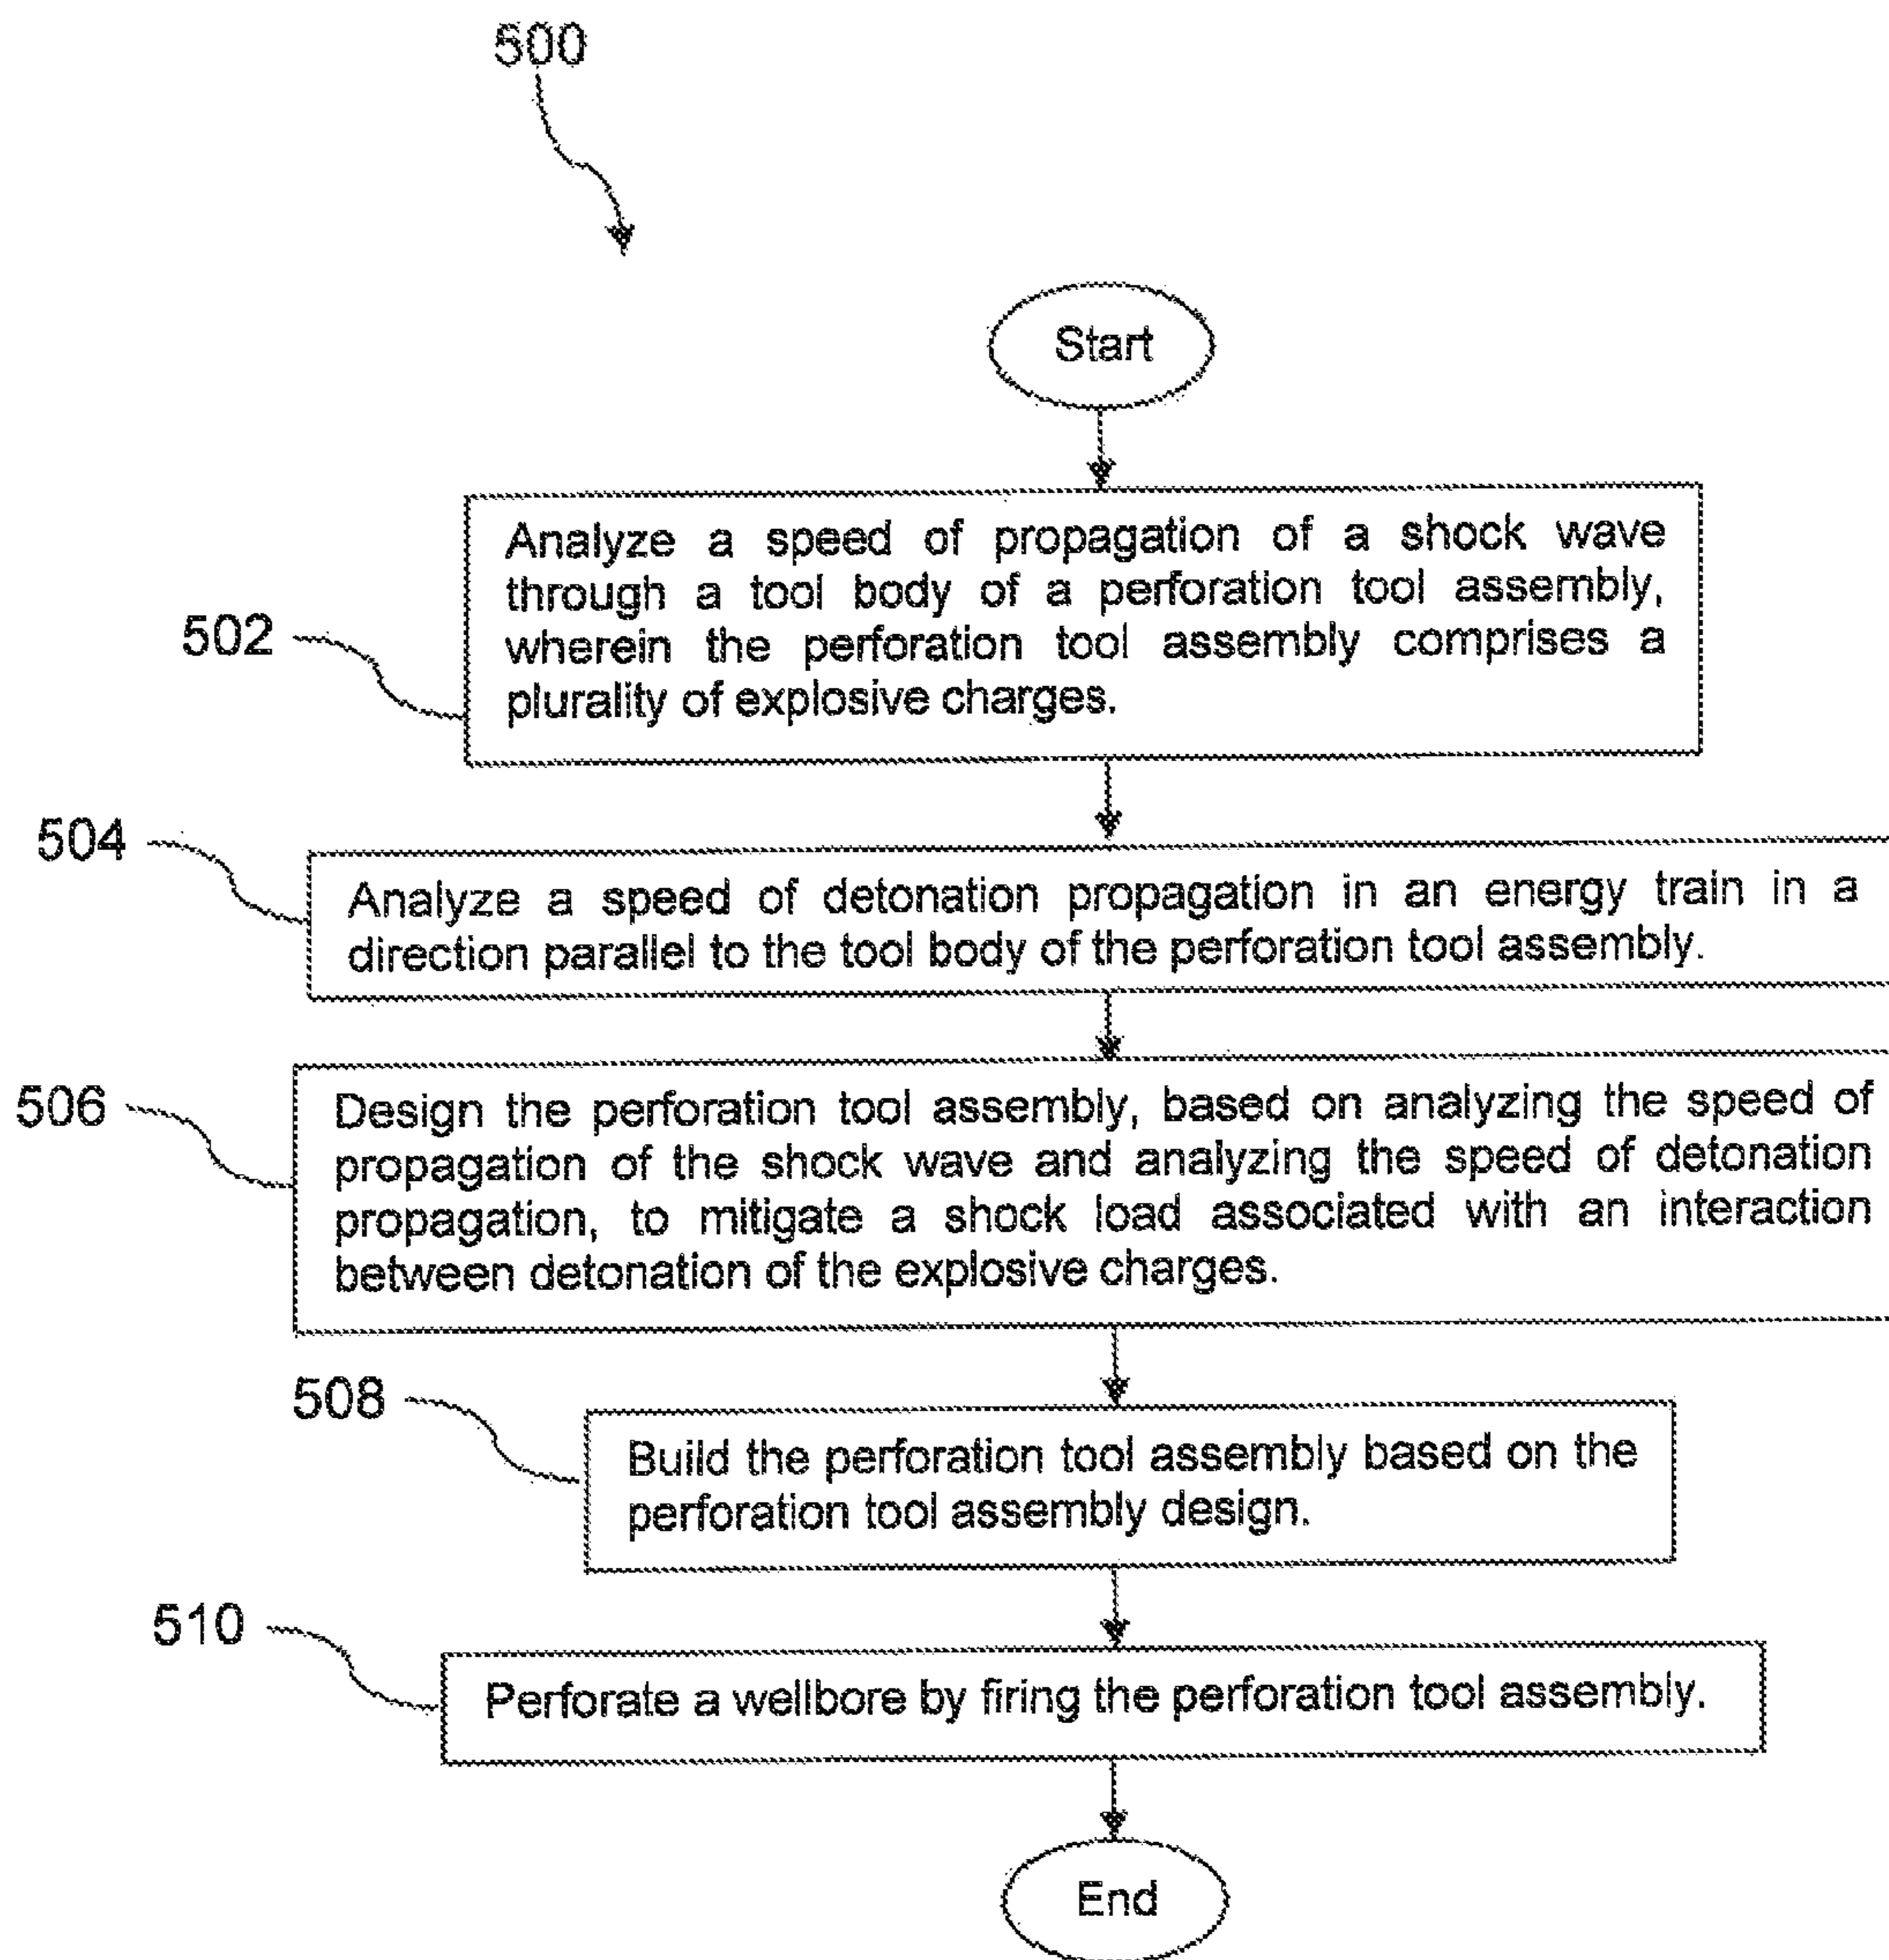 500
Start
502
Analyze a speed of propagation of a shock wave
through a tool body of a perforation tool assembly,
wherein the perforation tool assembly comprises a
plurality of explosive charges.
504
Analyze a speed of detonation propagation in an energy train in a
direction parallel to the tool body of the perforation tool assembly.
506
Design the perforation tool assembly, based on analyzing the speed of
propagation of the shock wave and analyzing the speed of detonation
propagation, to mitigate a shock load associated with an interaction
between detonation of the explosive charges.
508
Build the perforation tool assembly based on the
perforation tool assembly design.
510
Perforate a wellbore by firing the perforation tool assembly.
End